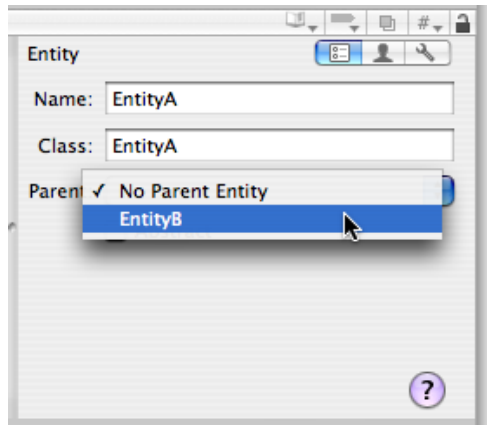 #
Entity
Name: EntityA
Class: EntityA
Parent ✓ No Parent Entity
EntityB
?